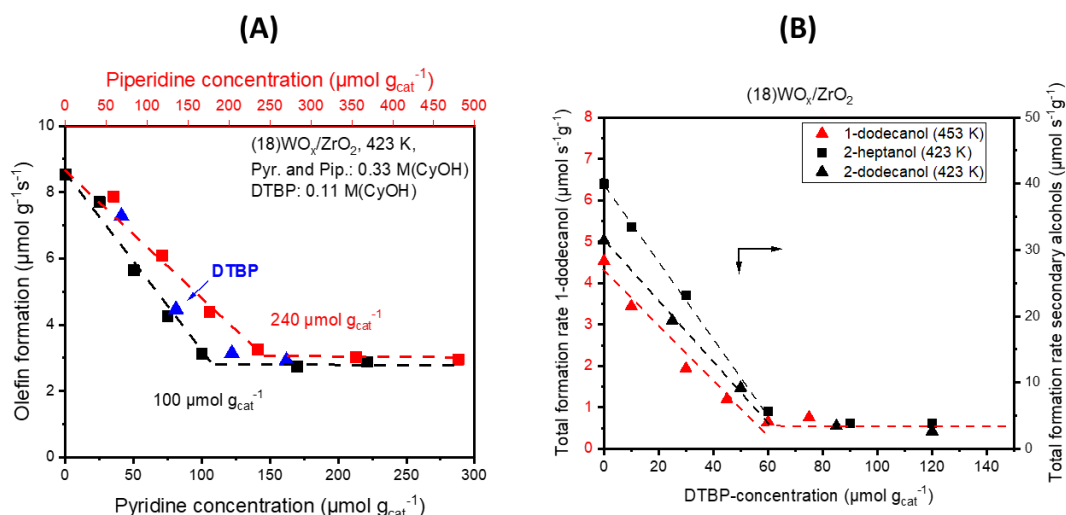 (A)
Piperidine concentration (µmol g_cat⁻¹)
0 50 100 150 200 250 300 350 400 450 500
Olefin formation (µmol g⁻¹s⁻¹)
10
8
6
4
2
0
(18)WOₓ/ZrO₂, 423 K,
Pyr. and Pip.: 0.33 M(CyOH)
DTBP: 0.11 M(CyOH)
DTBP
240 µmol g_cat⁻¹
100 µmol g_cat⁻¹
0 50 100 150 200 250 300
Pyridine concentration (µmol g_cat⁻¹)
(B)
(18)WOₓ/ZrO₂
Total formation rate 1-dodecanol (µmol s⁻¹g⁻¹)
8
7
6
5
4
3
2
1
0
1-dodecanol (453 K)
2-heptanol (423 K)
2-dodecanol (423 K)
50
40
30
20
10
0
Total formation rate secondary alcohols (µmol s⁻¹g⁻¹)
0 20 40 60 80 100 120 140
DTBP-concentration (µmol g_cat⁻¹)